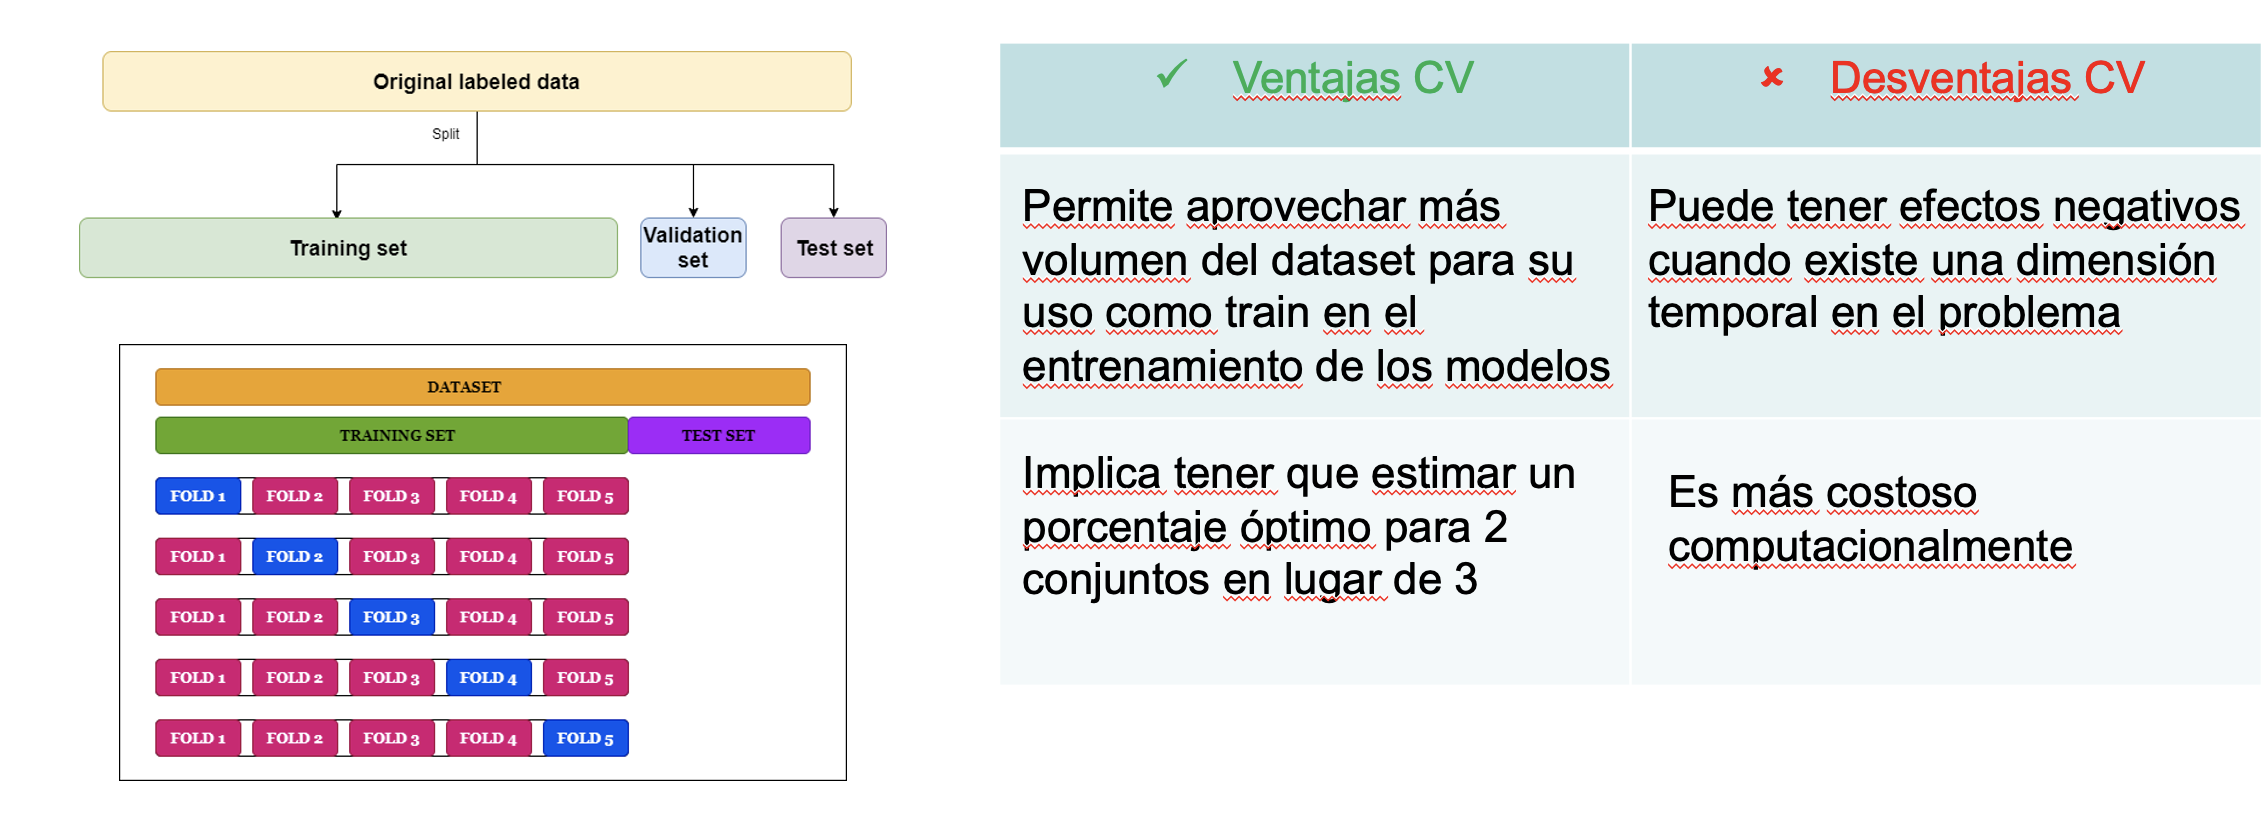 Original labeled data
Split
Training set
Validation
set
Test set
DATASET
TRAINING SET
TEST SET
FOLD 1 FOLD 2 FOLD 3 FOLD 4 FOLD 5
FOLD 1 FOLD 2 FOLD 3 FOLD 4 FOLD 5
FOLD 1 FOLD 2 FOLD 3 FOLD 4 FOLD 5
FOLD 1 FOLD 2 FOLD 3 FOLD 4 FOLD 5
FOLD 1 FOLD 2 FOLD 3 FOLD 4 FOLD 5
✓ Ventajas CV
✘ Desventajas CV
Permite aprovechar más
volumen del dataset para su
uso como train en el
entrenamiento de los modelos
Puede tener efectos negativos
cuando existe una dimensión
temporal en el problema
Implica tener que estimar un
porcentaje óptimo para 2
conjuntos en lugar de 3
Es más costoso
computacionalmente